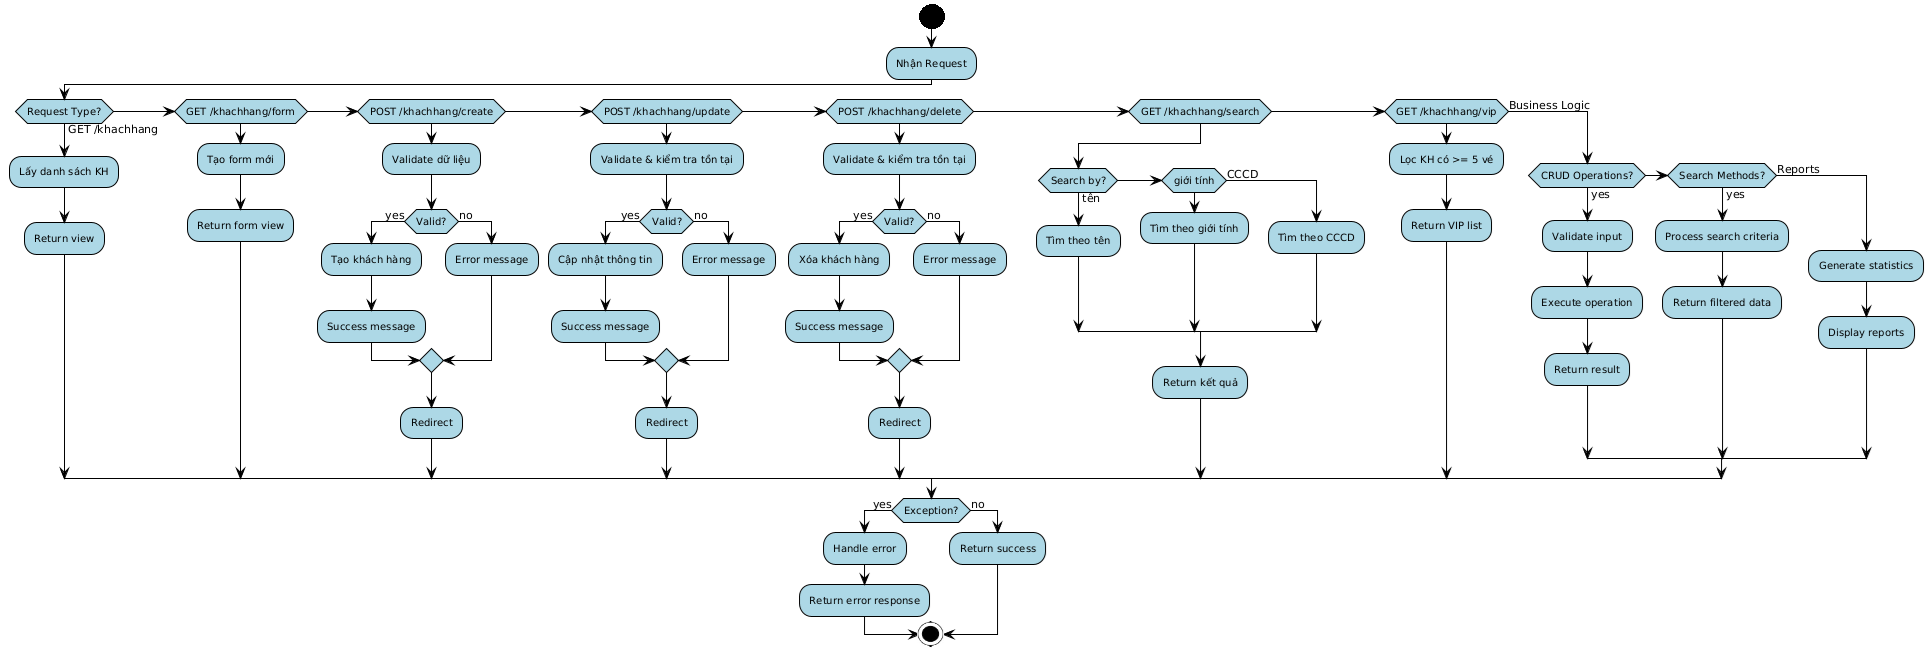 Nhận Request
Request Type?
GET /khachhang
Lấy danh sách KH
Return view
GET /khachhang/form
Tạo form mới
Return form view
POST /khachhang/create
Validate dữ liệu
Valid?
yes
no
Tạo khách hàng
Success message
Error message
Redirect
POST /khachhang/update
Validate & kiểm tra tồn tại
Valid?
yes
no
Cập nhật thông tin
Success message
Error message
Redirect
POST /khachhang/delete
Validate & kiểm tra tồn tại
Valid?
yes
no
Xóa khách hàng
Success message
Error message
Redirect
GET /khachhang/search
Search by?
tên
Tìm theo tên
giới tính
Tìm theo giới tính
CCCD
Tìm theo CCCD
Return kết quả
GET /khachhang/vip
Lọc KH có >= 5 vé
Return VIP list
Business Logic
CRUD Operations?
yes
Validate input
Execute operation
Return result
Search Methods?
yes
Process search criteria
Return filtered data
Reports
Generate statistics
Display reports
Exception?
yes
no
Handle error
Return error response
Return success